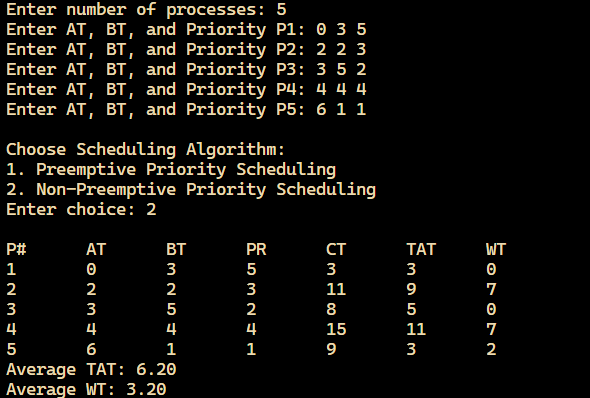 Enter number of processes: 5
Enter AT, BT, and Priority P1: 0 3 5
Enter AT, BT, and Priority P2: 2 2 3
Enter AT, BT, and Priority P3: 3 5 2
Enter AT, BT, and Priority P4: 4 4 4
Enter AT, BT, and Priority P5: 6 1 1

Choose Scheduling Algorithm:
1. Preemptive Priority Scheduling
2. Non-Preemptive Priority Scheduling
Enter choice: 2

P# AT BT PR CT TAT WT
1 0 3 5 3 3 0
2 2 2 3 11 9 7
3 3 5 2 8 5 0
4 4 4 4 15 11 7
5 6 1 1 9 3 2
Average TAT: 6.20
Average WT: 3.20